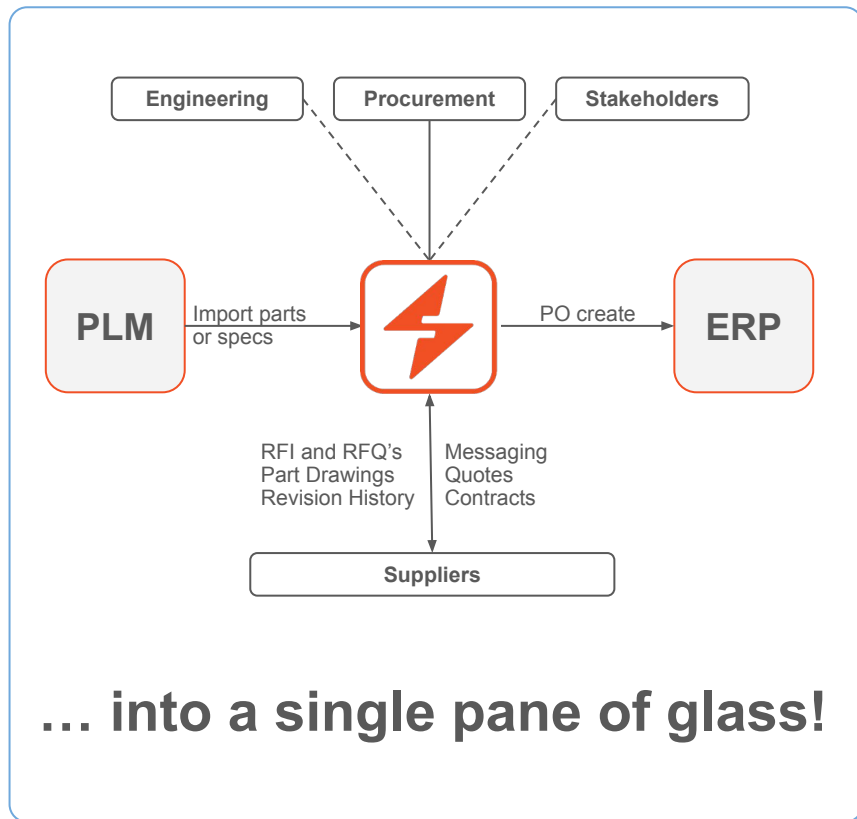 Engineering
Procurement
Stakeholders
PLM
Import parts
or specs
PO create
ERP
RFI and RFQ’s
Part Drawings
Revision History
Messaging
Quotes
Contracts
Suppliers
… into a single pane of glass!